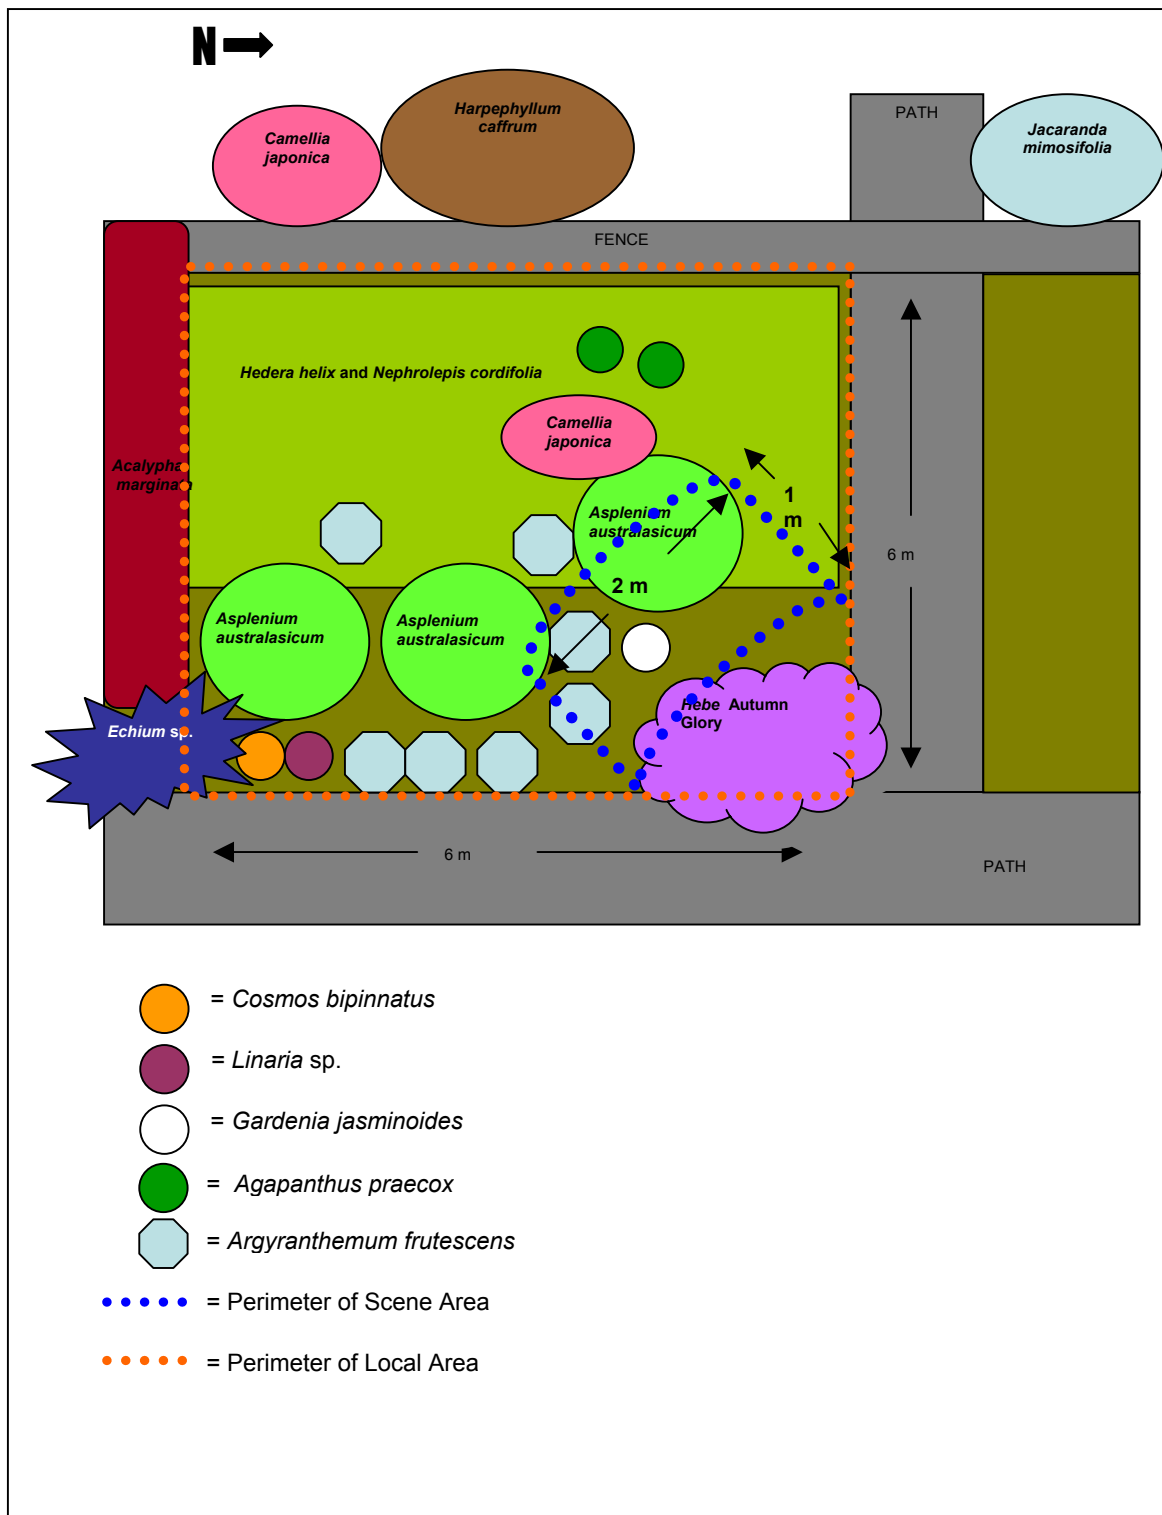 N
Harpephyllum
caffrum
Camellia
japonica
PATH
Jacaranda
mimosifolia
FENCE
Hedera helix and Nephrolepis cordifolia
Camellia
japonica
Acalypha
marginata
Asplenium
australasicum
1
m
6 m
2 m
Asplenium
australasicum
Asplenium
australasicum
Hebe Autumn
Glory
Echium sp.
6 m
PATH
= Cosmos bipinnatus
= Linaria sp.
= Gardenia jasminoides
= Agapanthus praecox
= Argyranthemum frutescens
= Perimeter of Scene Area
= Perimeter of Local Area